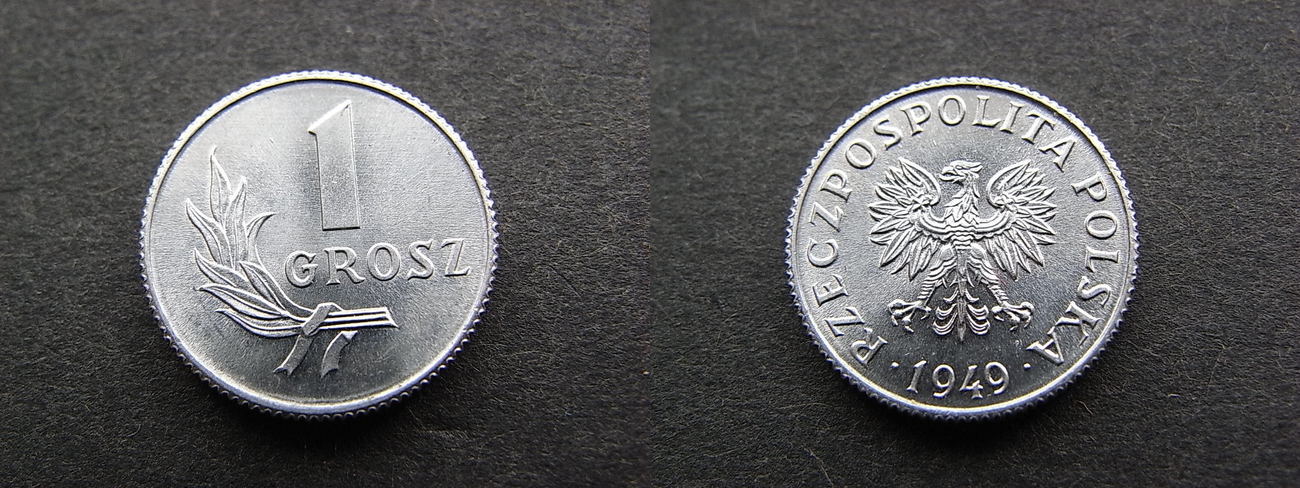 1
GROSZ
RZECZPOSPOLITA POLSKA
· 1949 ·